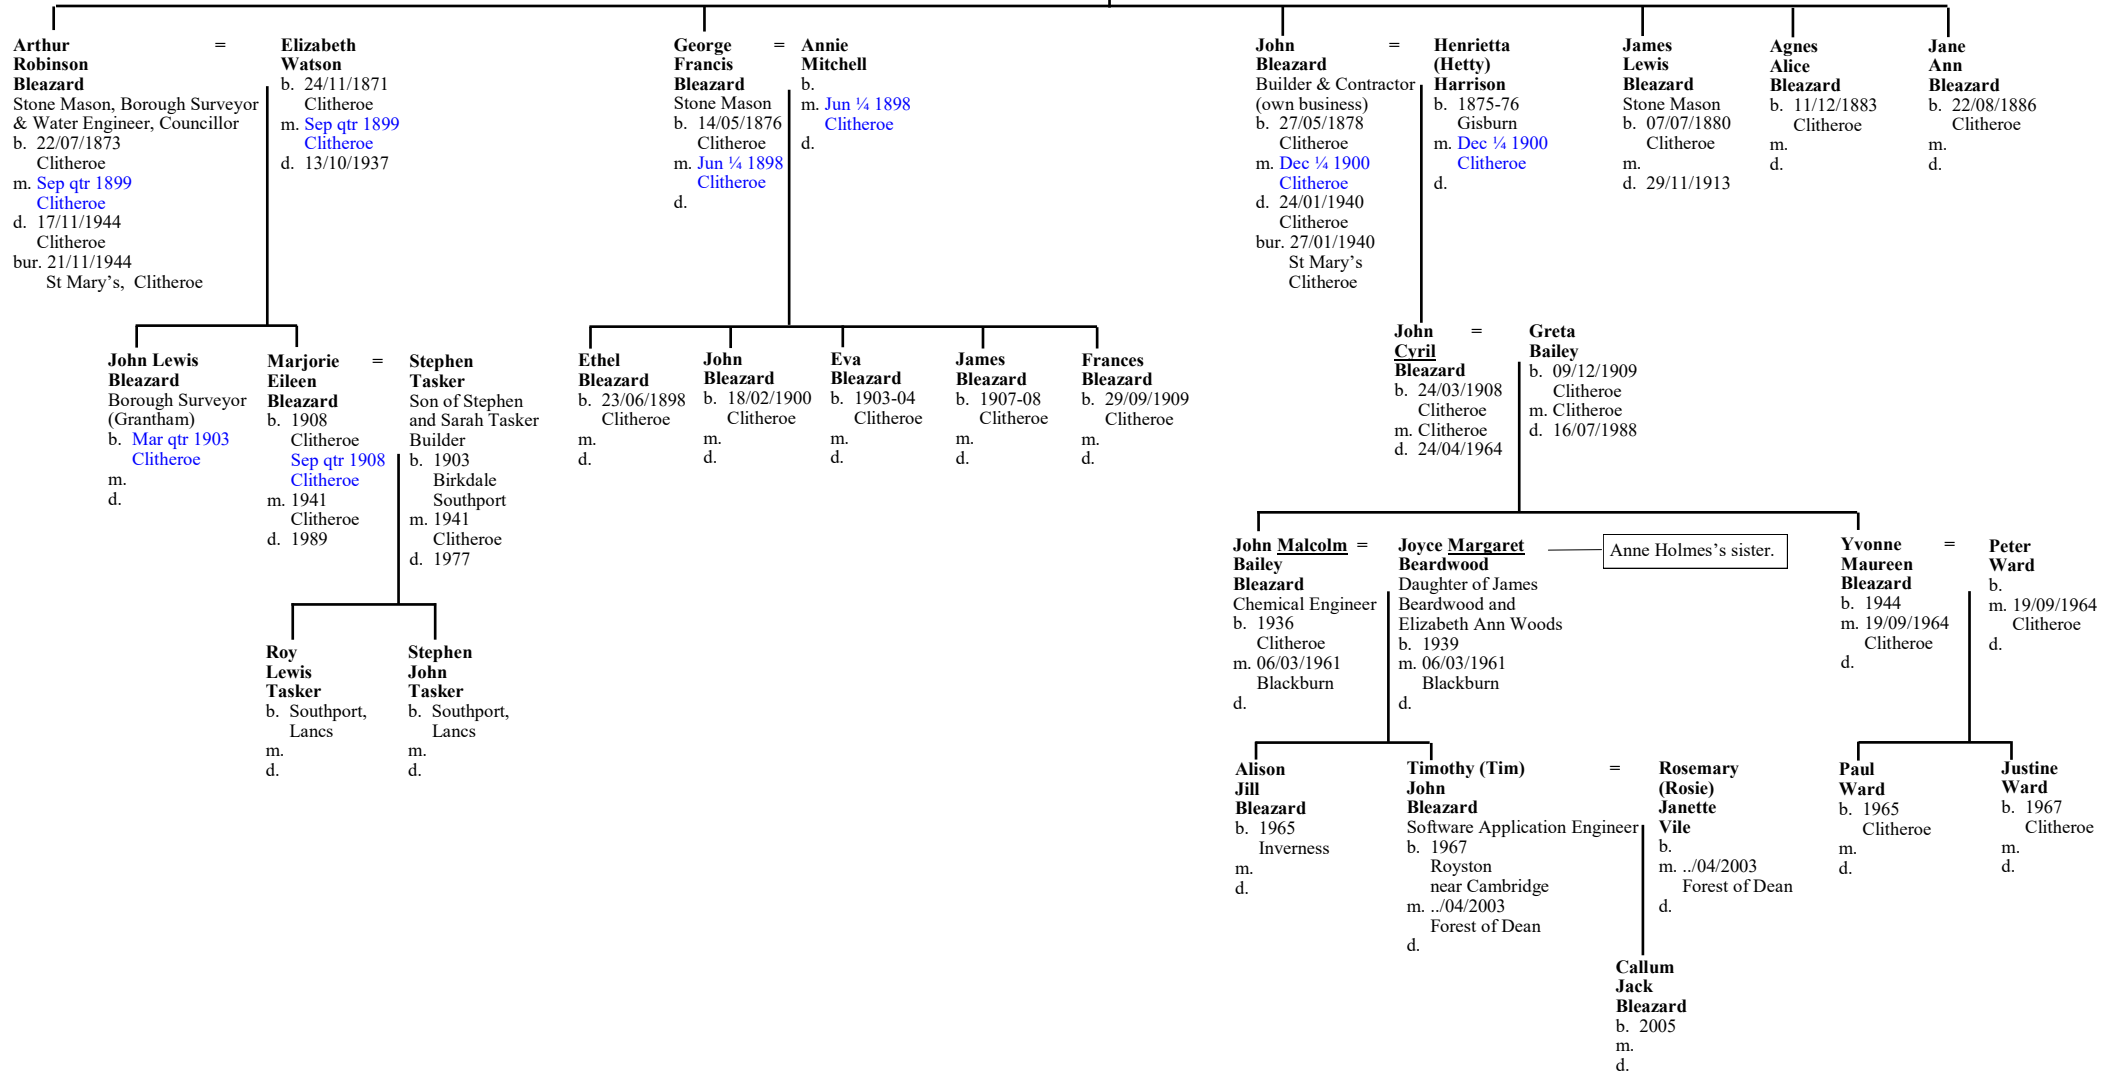 Arthur
Robinson
Bleazard
Stone Mason, Borough Surveyor
& Water Engineer, Councillor
b. 22/07/1873
Clitheroe
m. Sep qtr 1899
Clitheroe
d. 17/11/1944
Clitheroe
bur. 21/11/1944
St Mary’s, Clitheroe
=
Elizabeth
Watson
b. 24/11/1871
Clitheroe
m. Sep qtr 1899
Clitheroe
d. 13/10/1937
George
Francis
Bleazard
Stone Mason
b. 14/05/1876
Clitheroe
m. Jun ¼ 1898
Clitheroe
d.
=
Annie
Mitchell
b.
m. Jun ¼ 1898
Clitheroe
d.
John
Bleazard
Builder & Contractor
(own business)
b. 27/05/1878
Clitheroe
m. Dec ¼ 1900
Clitheroe
d. 24/01/1940
Clitheroe
bur. 27/01/1940
St Mary’s
Clitheroe
=
Henrietta
(Hetty)
Harrison
b. 1875-76
Gisburn
m. Dec ¼ 1900
Clitheroe
d.
James
Lewis
Bleazard
Stone Mason
b. 07/07/1880
Clitheroe
m.
d. 29/11/1913
Agnes
Alice
Bleazard
b. 11/12/1883
Clitheroe
m.
d.
Jane
Ann
Bleazard
b. 22/08/1886
Clitheroe
m.
d.
John Lewis
Bleazard
Borough Surveyor
(Grantham)
b. Mar qtr 1903
Clitheroe
m.
d.
Marjorie
Eileen
Bleazard
b. 1908
Clitheroe
Sep qtr 1908
Clitheroe
m. 1941
Clitheroe
d. 1989
=
Stephen
Tasker
Son of Stephen
and Sarah Tasker
Builder
b. 1903
Birkdale
Southport
m. 1941
Clitheroe
d. 1977
Ethel
Bleazard
b. 23/06/1898
Clitheroe
m.
d.
John
Bleazard
b. 18/02/1900
Clitheroe
m.
d.
Eva
Bleazard
b. 1903-04
Clitheroe
m.
d.
James
Bleazard
b. 1907-08
Clitheroe
m.
d.
Frances
Bleazard
b. 29/09/1909
Clitheroe
m.
d.
John
Cyril
Bleazard
b. 24/03/1908
Clitheroe
m. Clitheroe
d. 24/04/1964
=
Greta
Bailey
b. 09/12/1909
Clitheroe
m. Clitheroe
d. 16/07/1988
John Malcolm
Bailey
Bleazard
Chemical Engineer
b. 1936
Clitheroe
m. 06/03/1961
Blackburn
d.
=
Joyce Margaret
Beardwood
Daughter of James
Beardwood and
Elizabeth Ann Woods
b. 1939
m. 06/03/1961
Blackburn
d.
Anne Holmes’s sister.
Yvonne
Maureen
Bleazard
b. 1944
m. 19/09/1964
Clitheroe
d.
=
Peter
Ward
b.
m. 19/09/1964
Clitheroe
d.
Roy
Lewis
Tasker
b. Southport,
Lancs
m.
d.
Stephen
John
Tasker
b. Southport,
Lancs
m.
d.
Alison
Jill
Bleazard
b. 1965
Inverness
m.
d.
Timothy (Tim)
John
Bleazard
Software Application Engineer
b. 1967
Royston
near Cambridge
m. ../04/2003
Forest of Dean
d.
=
Rosemary
(Rosie)
Janette
Vile
b.
m. ../04/2003
Forest of Dean
d.
Paul
Ward
b. 1965
Clitheroe
m.
d.
Justine
Ward
b. 1967
Clitheroe
m.
d.
Callum
Jack
Bleazard
b. 2005
m.
d.